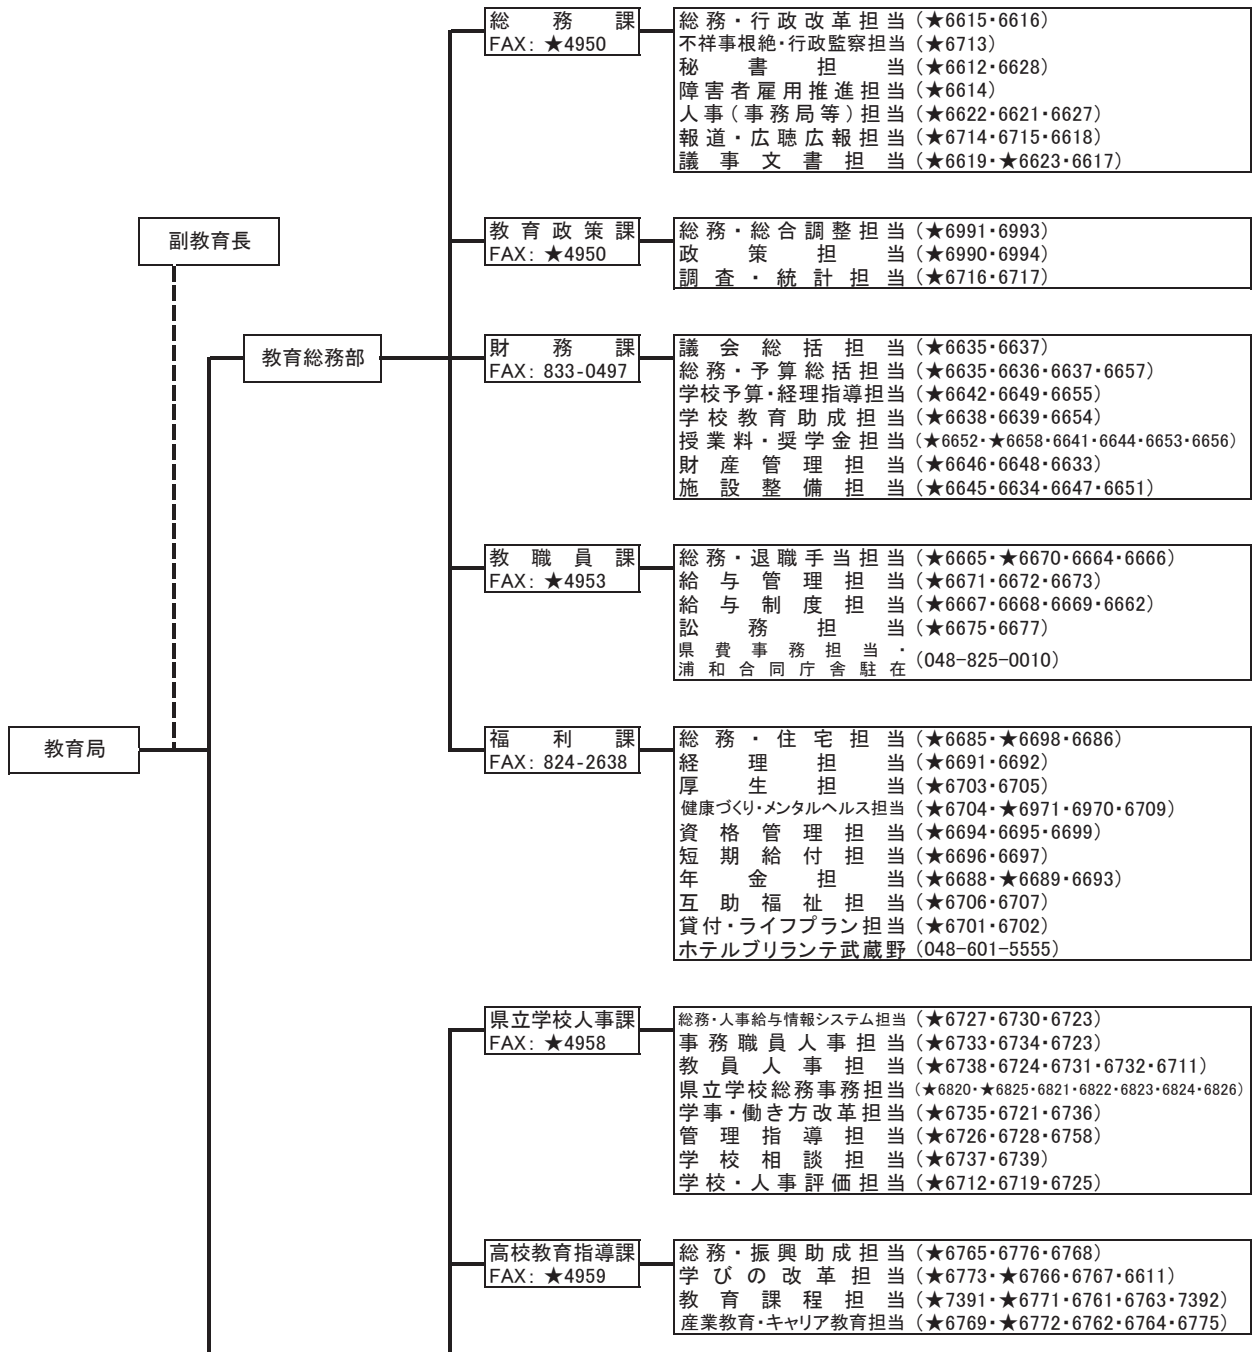 総務課
FAX: ★4950
総務・行政改革担当（★6615・6616）
不祥事根絶・行政監察担当（★6713）
秘書担当（★6612・6628）
障害者雇用推進担当（★6614）
人事(事務局等)担当（★6622・6621・6627）
報道・広聴広報担当（★6714・6715・6618）
議事文書担当（★6619・★6623・6617）
副教育長
教育政策課
FAX: ★4950
総務・総合調整担当（★6991・6993）
政策担当（★6990・6994）
調査・統計担当（★6716・6717）
教育総務部
財務課
FAX: 833-0497
議会総括担当（★6635・6637）
総務・予算総括担当（★6635・6636・6637・6657）
学校予算・経理指導担当（★6642・6649・6655）
学校教育助成担当（★6638・6639・6654）
授業料・奨学金担当（★6652・★6658・6641・6644・6653・6656）
財産管理担当（★6646・6648・6633）
施設整備担当（★6645・6634・6647・6651）
教職員課
FAX: ★4953
総務・退職手当担当（★6665・★6670・6664・6666）
給与管理担当（★6671・6672・6673）
給与制度担当（★6667・6668・6669・6662）
訟務担当（★6675・6677）
県費事務担当・
浦和合同庁舎駐在（048-825-0010）
教育局
福利課
FAX: 824-2638
総務・住宅担当（★6685・★6698・6686）
経理担当（★6691・6692）
厚生担当（★6703・6705）
健康づくり・メンタルヘルス担当（★6704・★6971・6970・6709）
資格管理担当（★6694・6695・6699）
短期給付担当（★6696・6697）
年金担当（★6688・★6689・6693）
互助福祉担当（★6706・6707）
貸付・ライフプラン担当（★6701・6702）
ホテルブリランテ武蔵野（048-601-5555）
県立学校人事課
FAX: ★4958
総務・人事給与情報システム担当（★6727・6730・6723）
事務職員人事担当（★6733・6734・6723）
教員人事担当（★6738・6724・6731・6732・6711）
県立学校総務事務担当（★6820・★6825・6821・6822・6823・6824・6826）
学事・働き方改革担当（★6735・6721・6736）
管理指導担当（★6726・6728・6758）
学校相談担当（★6737・6739）
学校・人事評価担当（★6712・6719・6725）
高校教育指導課
FAX: ★4959
総務・振興助成担当（★6765・6776・6768）
学びの改革担当（★6773・★6766・6767・6611）
教育課程担当（★7391・★6771・6761・6763・7392）
産業教育・キャリア教育担当（★6769・★6772・6762・6764・6775）